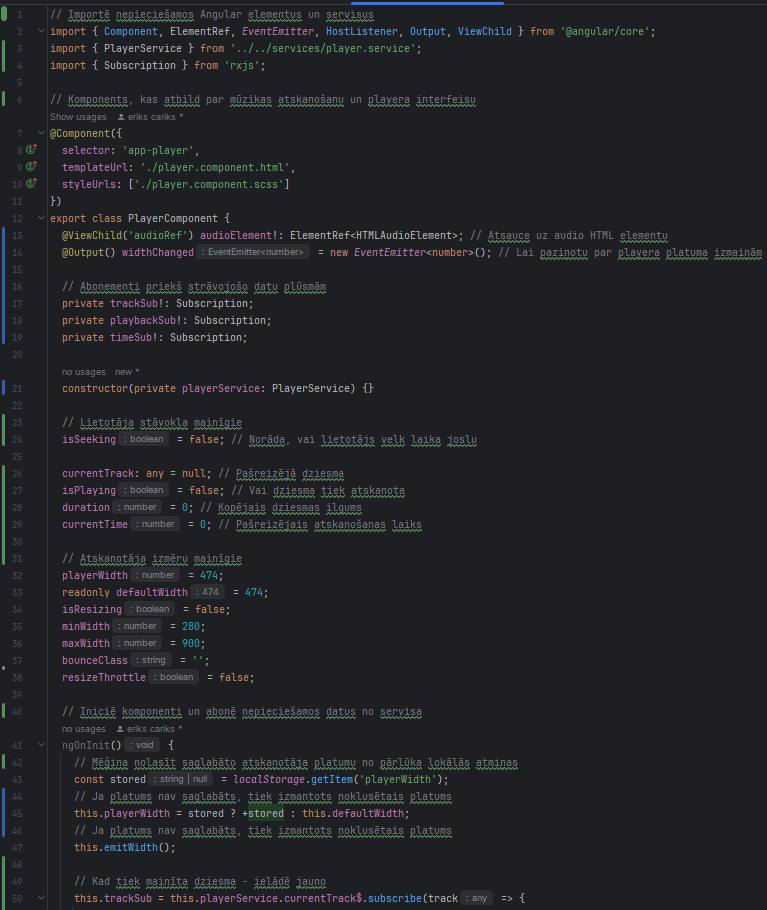 1 // Importē nepieciešamos Angular elementus un servisus
2 import { Component, ElementRef, EventEmitter, HostListener, Output, ViewChild } from '@angular/core';
3 import { PlayerService } from '../../services/player.service';
4 import { Subscription } from 'rxjs';
5
6 // Komponents, kas atbild par mūzikas atskaņošanu un playera interfeisu
Show usages eriks cariks *
7 @Component({
8 selector: 'app-player',
9 templateUrl: './player.component.html',
10 styleUrls: ['./player.component.scss']
11 })
12 export class PlayerComponent {
13 @ViewChild('audioRef') audioElement!: ElementRef<HTMLAudioElement>; // Atsauce uz audio HTML elementu
14 @Output() widthChanged : EventEmitter<number> = new EventEmitter<number>(); // Lai paziņotu par playera platuma izmaiņām
15
16 // Abonementi priekš strāvojošo datu plūsmām
17 private trackSub!: Subscription;
18 private playbackSub!: Subscription;
19 private timeSub!: Subscription;
20
no usages new *
21 constructor(private playerService: PlayerService) {}
22
23 // Lietotāja stāvokļa mainīgie
24 isSeeking : boolean = false; // Norāda, vai lietotājs velk laika joslu
25
26 currentTrack: any = null; // Pašreizējā dziesma
27 isPlaying : boolean = false; // Vai dziesma tiek atskaņota
28 duration : number = 0; // Kopējais dziesmas ilgums
29 currentTime : number = 0; // Pašreizējais atskaņošanas laiks
30
31 // Atskaņotāja izmēru mainīgie
32 playerWidth : number = 474;
33 readonly defaultWidth : 474 = 474;
34 isResizing : boolean = false;
35 minWidth : number = 280;
36 maxWidth : number = 900;
37 bounceClass : string = '';
38 resizeThrottle : boolean = false;
39
40 // Iniciē komponenti un abonē nepieciešamos datus no servisa
no usages eriks cariks *
41 ngOnInit() : void {
42 // Mēģina nolasīt saglabāto atskaņotāja platumu no pārlūka lokālās atmiņas
43 const stored : string | null = localStorage.getItem('playerWidth');
44 // Ja platums nav saglabāts, tiek izmantots noklusētais platums
45 this.playerWidth = stored ? +stored : this.defaultWidth;
46 // Ja platums nav saglabāts, tiek izmantots noklusētais platums
47 this.emitWidth();
48
49 // Kad tiek mainīta dziesma - ielādē jauno
50 this.trackSub = this.playerService.currentTrack$.subscribe(track : any => {